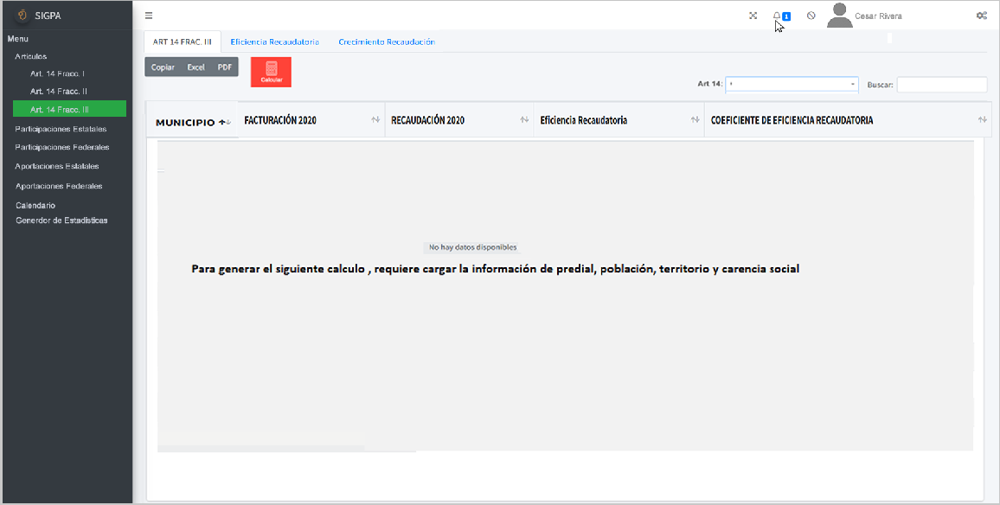 SIGPA
Menu
Articulos
Art. 14 Fracc. I
Art. 14 Fracc. II
Art. 14 Fracc. III
Participaciones Estatales
Participaciones Federales
Aportaciones Estatales
Aportaciones Federales
Calendario
Generdor de Estadísticas
1
Cesar Rivera
ART 14 FRAC. III Eficiencia Recaudatoria Crecimiento Recaudación
Copiar Excel PDF
Calcular
Art 14: * Buscar:
MUNICIPIO FACTURACIÓN 2020 RECAUDACIÓN 2020 Eficiencia Recaudatoria COEFICIENTE DE EFICIENCIA RECAUDATORIA
No hay datos disponibles
Para generar el siguiente calculo , requiere cargar la información de predial, población, territorio y carencia social